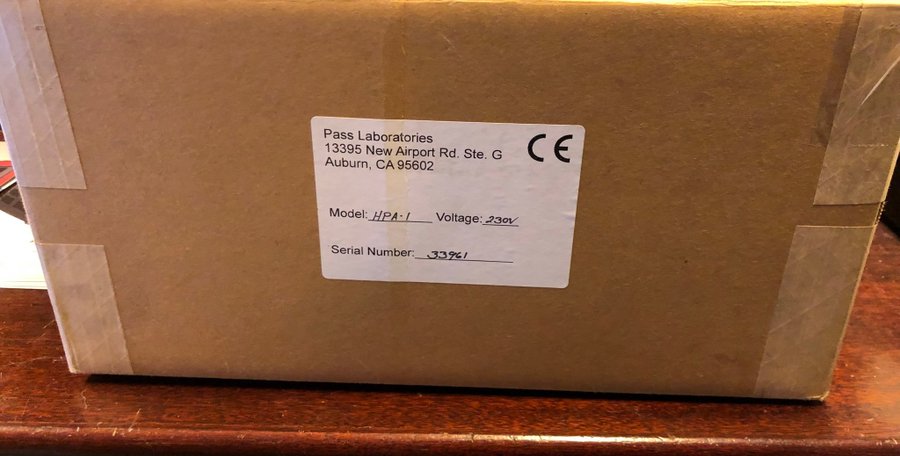 Pass Laboratories
13395 New Airport Rd. Ste. G
Auburn, CA 95602
CE
Model: HPA-1 Voltage: 230V
Serial Number: 33961